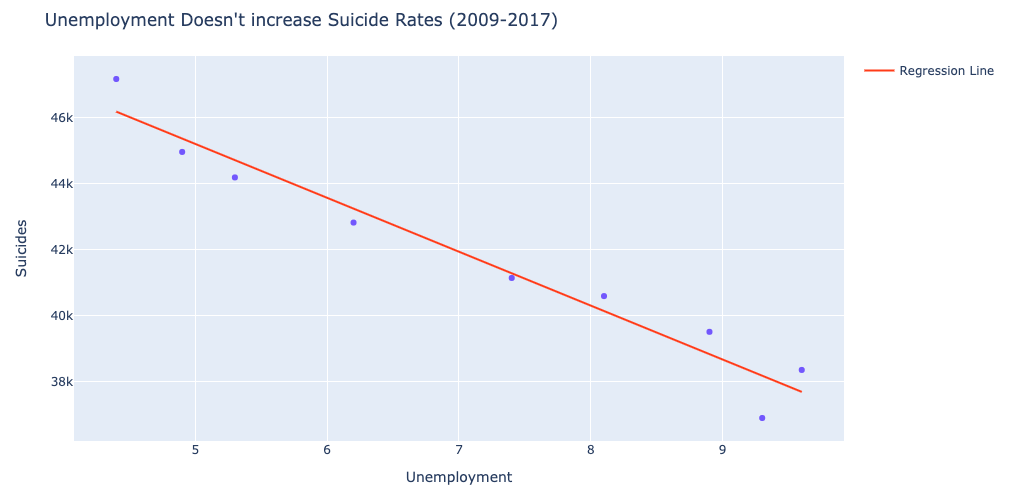 Unemployment Doesn't increase Suicide Rates (2009-2017)
Regression Line
Suicides
46k
44k
42k
40k
38k
5 6 7 8 9
Unemployment